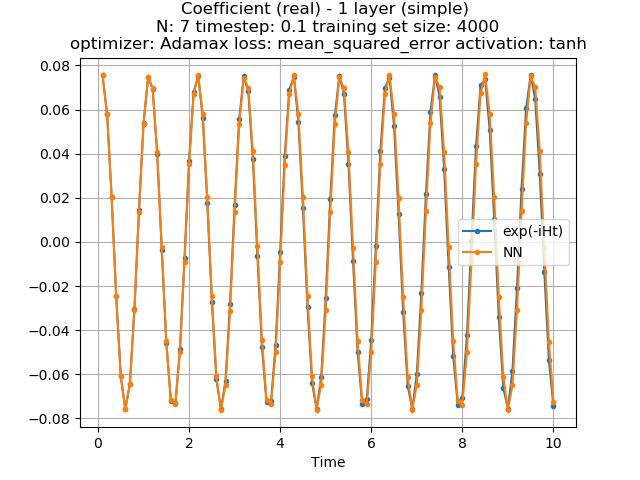 Coefficient (real) - 1 layer (simple)
N: 7 timestep: 0.1 training set size: 4000
optimizer: Adamax loss: mean_squared_error activation: tanh
0.08
0.06
0.04
0.02
0.00
−0.02
−0.04
−0.06
−0.08
exp(-iHt)
NN
0 2 4 6 8 10
Time